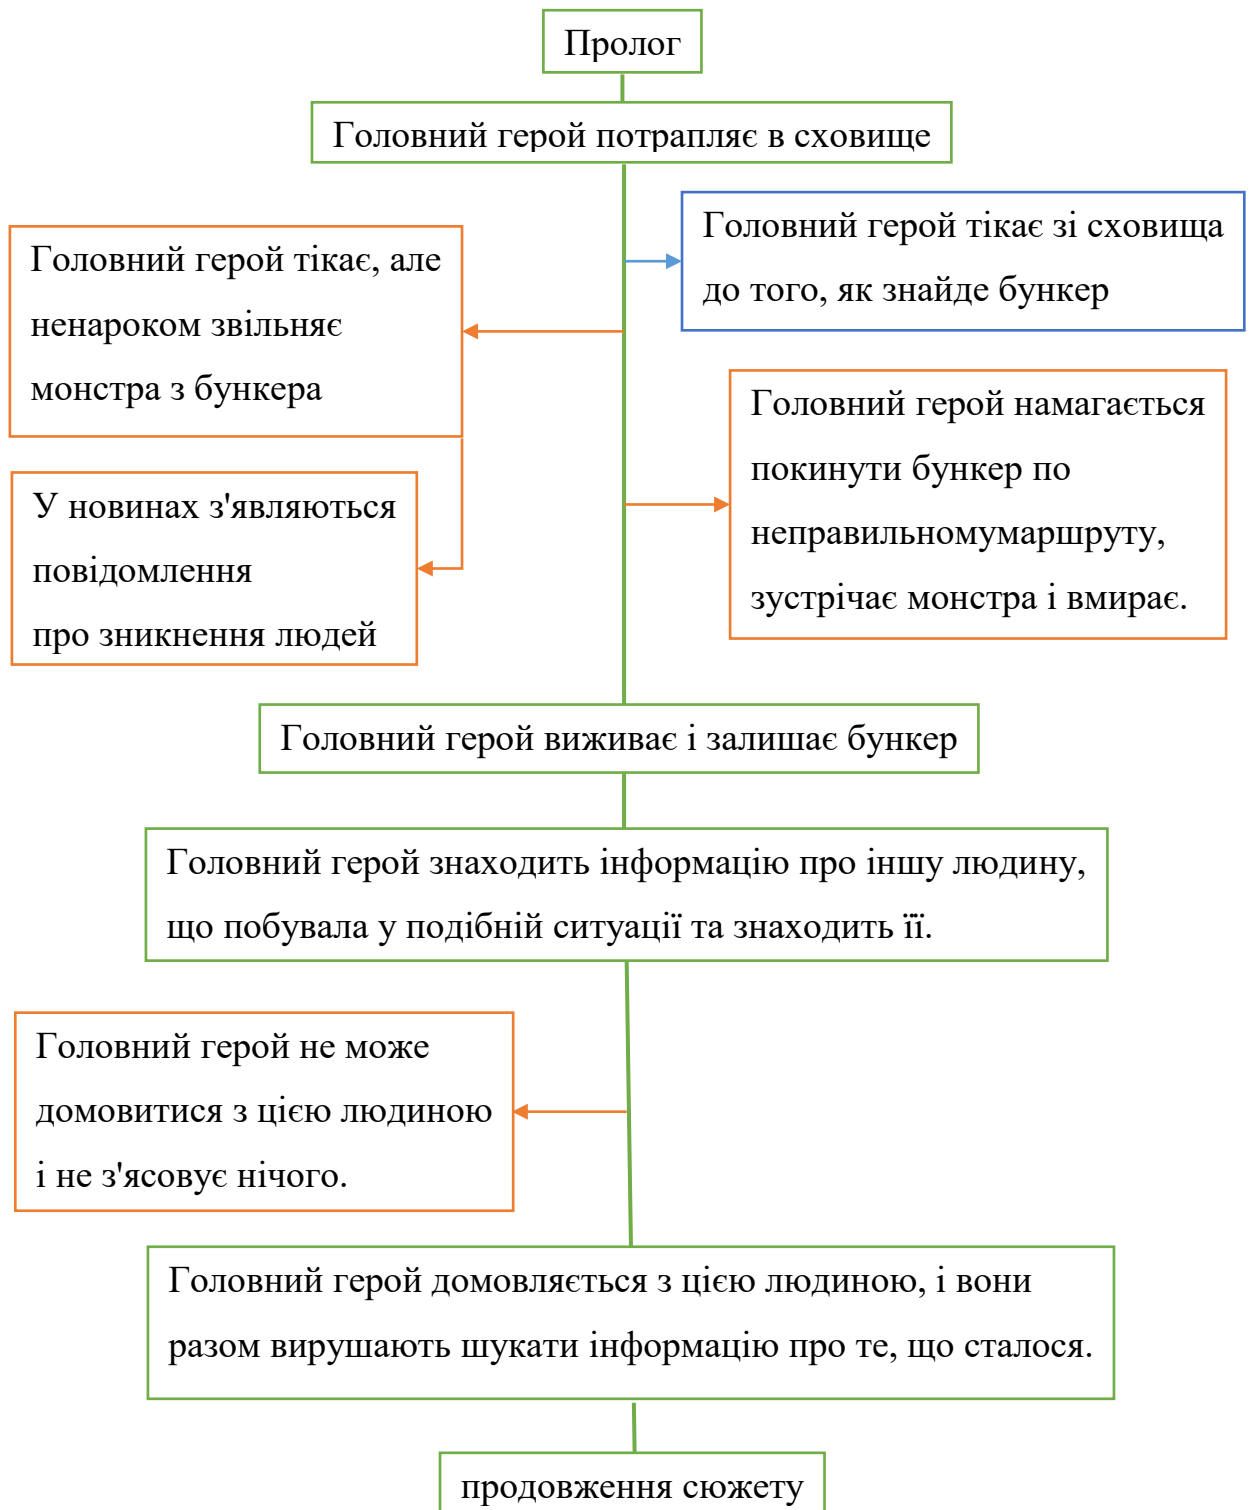 Пролог
Головний герой потрапляє в сховище
Головний герой тікає зі сховища
до того, як знайде бункер
Головний герой тікає, але
ненароком звільняє
монстра з бункера
Головний герой намагається
покинути бункер по
неправильномумаршруту,
зустрічає монстра і вмирає.
У новинах з'являються
повідомлення
про зникнення людей
Головний герой виживає і залишає бункер
Головний герой знаходить інформацію про іншу людину,
що побувала у подібній ситуації та знаходить її.
Головний герой не може
домовитися з цією людиною
і не з'ясовує нічого.
Головний герой домовляється з цією людиною, і вони
разом вирушають шукати інформацію про те, що сталося.
продовження сюжету